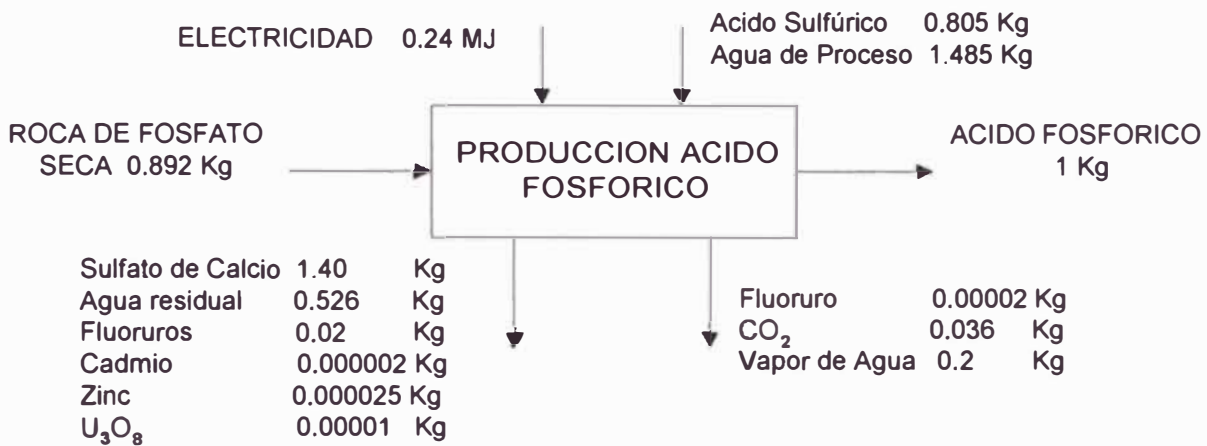 ELECTRICIDAD 0.24 MJ
Acido Sulfúrico 0.805 Kg
Agua de Proceso 1.485 Kg
ROCA DE FOSFATO
SECA 0.892 Kg
PRODUCCION ACIDO
FOSFORICO
ACIDO FOSFORICO
1 Kg
Sulfato de Calcio 1.40 Kg
Agua residual 0.526 Kg
Fluoruros 0.02 Kg
Cadmio 0.000002 Kg
Zinc 0.000025 Kg
U₃O₈ 0.00001 Kg
Fluoruro 0.00002 Kg
CO₂ 0.036 Kg
Vapor de Agua 0.2 Kg